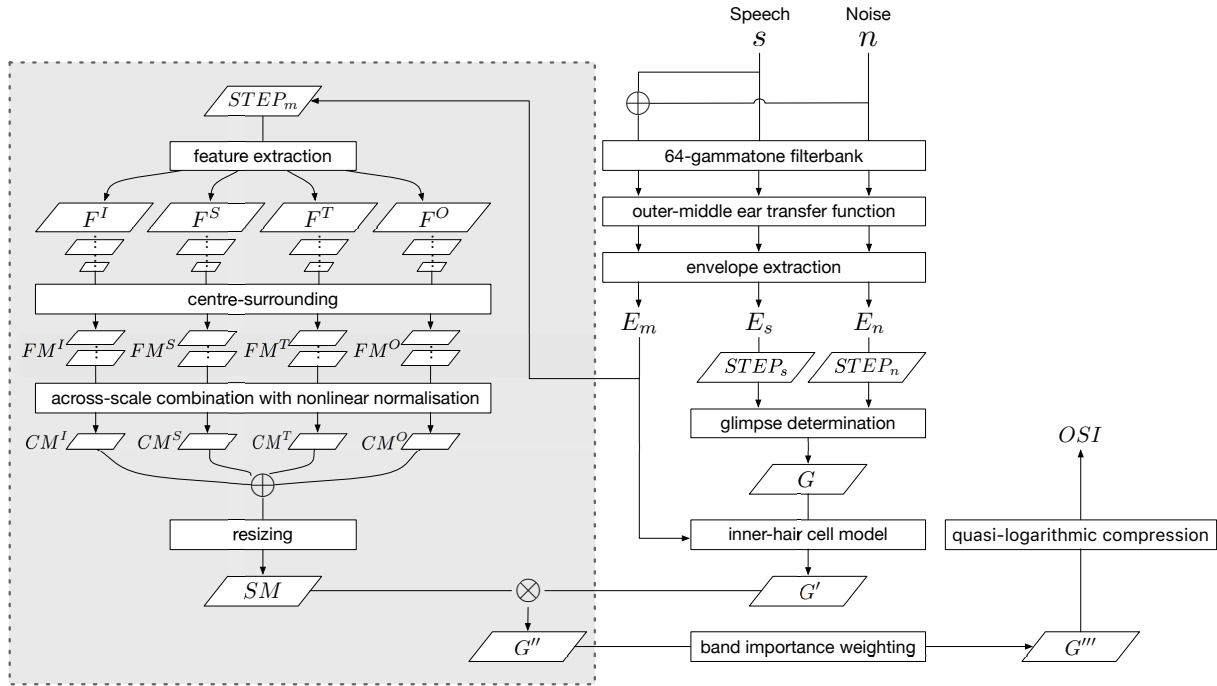 Speech Noise
s n
STEP_m
feature extraction
64-gammatone filterbank
F^I F^S F^T F^O
outer-middle ear transfer function
envelope extraction
centre-surrounding
E_m E_s E_n
FM^I FM^S FM^T FM^O
STEP_s STEP_n
across-scale combination with nonlinear normalisation
glimpse determination
CM^I CM^S CM^T CM^O
OSI
G
resizing
inner-hair cell model
quasi-logarithmic compression
SM
G'
G''
band importance weighting
G'''